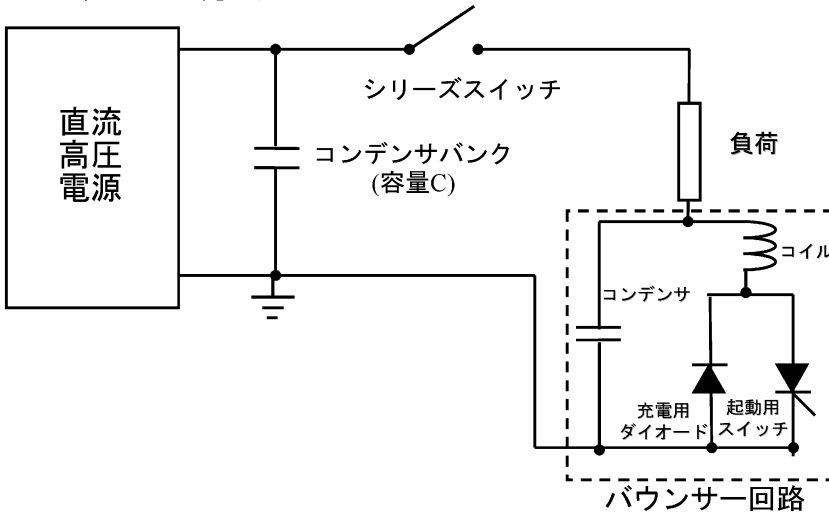 直流
高圧
電源
シリーズスイッチ
コンデンサバンク
(容量C)
負荷
コイル
コンデンサ
充電用
ダイオード
起動用
スイッチ
バウンサー回路